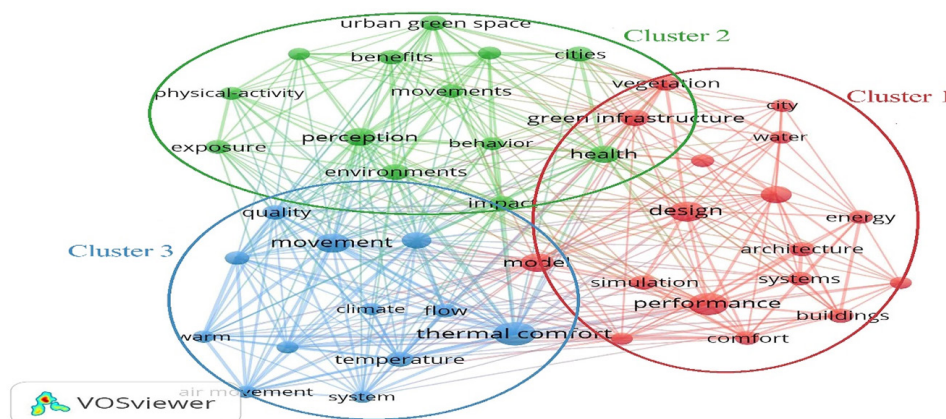 urban green space
Cluster 2
benefits
cities
vegetation
physical-activity
movements
Cluster 1
city
green infrastructure
water
perception
behavior
exposure
health
environments
impact
quality
design
energy
movement
Cluster 3
architecture
model
simulation
systems
performance
climate
flow
buildings
warm
thermal comfort
comfort
temperature
air movement
system
VOSviewer